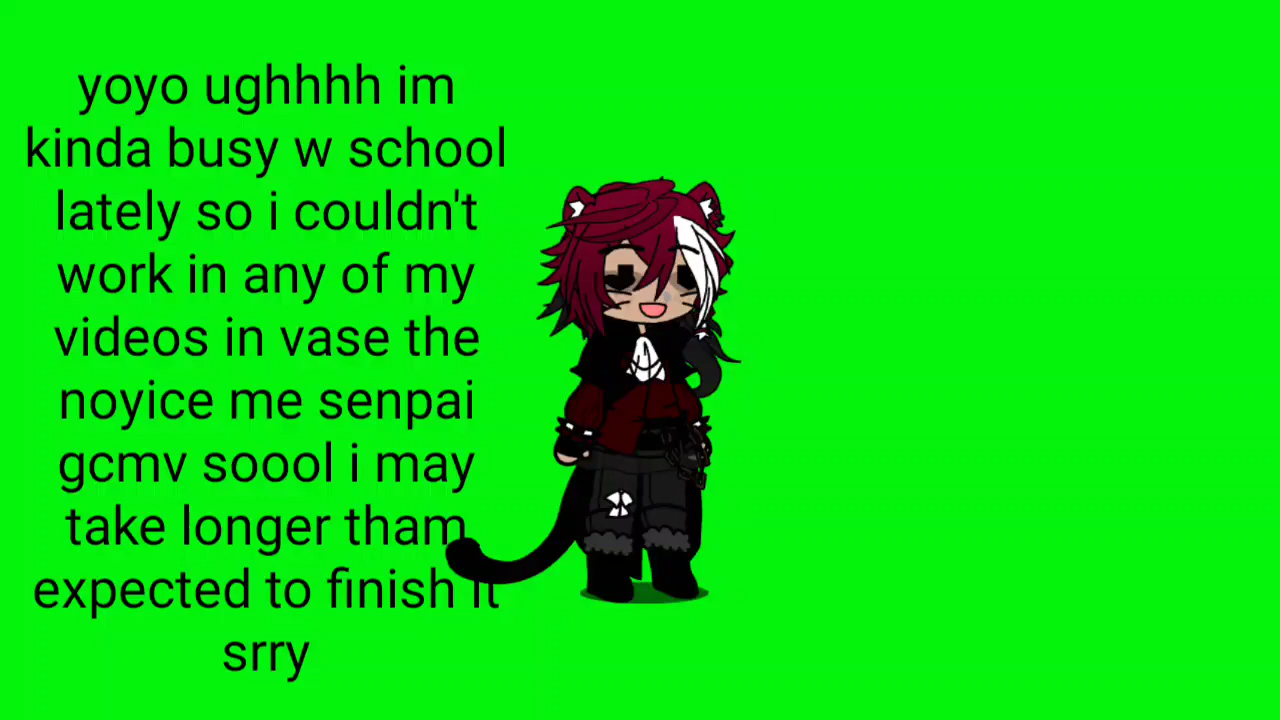 yoyo ughhhh im
kinda busy w school
lately so i couldn't
work in any of my
videos in vase the
noyice me senpai
gcmv soool i may
take longer tham
expected to finish it
srry